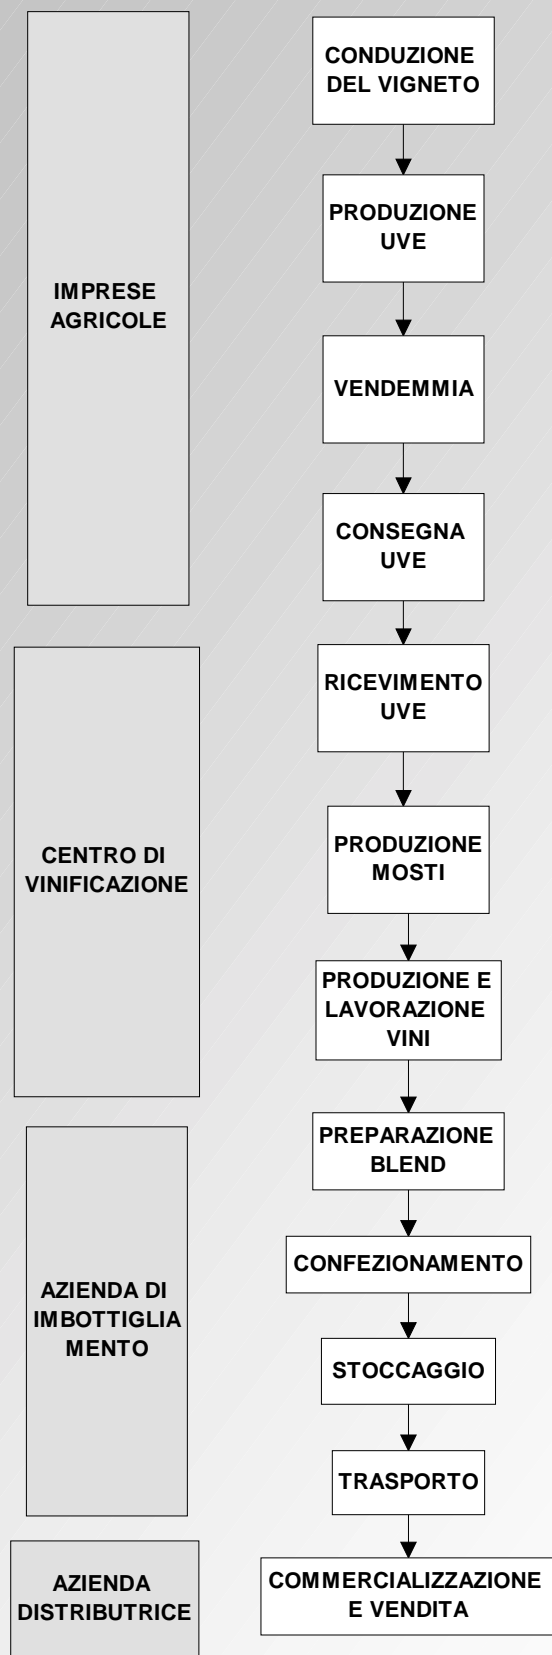 CONDUZIONE
DEL VIGNETO
PRODUZIONE
UVE
IMPRESE
AGRICOLE
VENDEMMIA
CONSEGNA
UVE
RICEVIMENTO
UVE
CENTRO DI
VINIFICAZIONE
PRODUZIONE
MOSTI
PRODUZIONE E
LAVORAZIONE
VINI
PREPARAZIONE
BLEND
CONFEZIONAMENTO
AZIENDA DI
IMBOTTIGLIA
MENTO
STOCCAGGIO
TRASPORTO
AZIENDA
DISTRIBUTRICE
COMMERCIALIZZAZIONE
E VENDITA